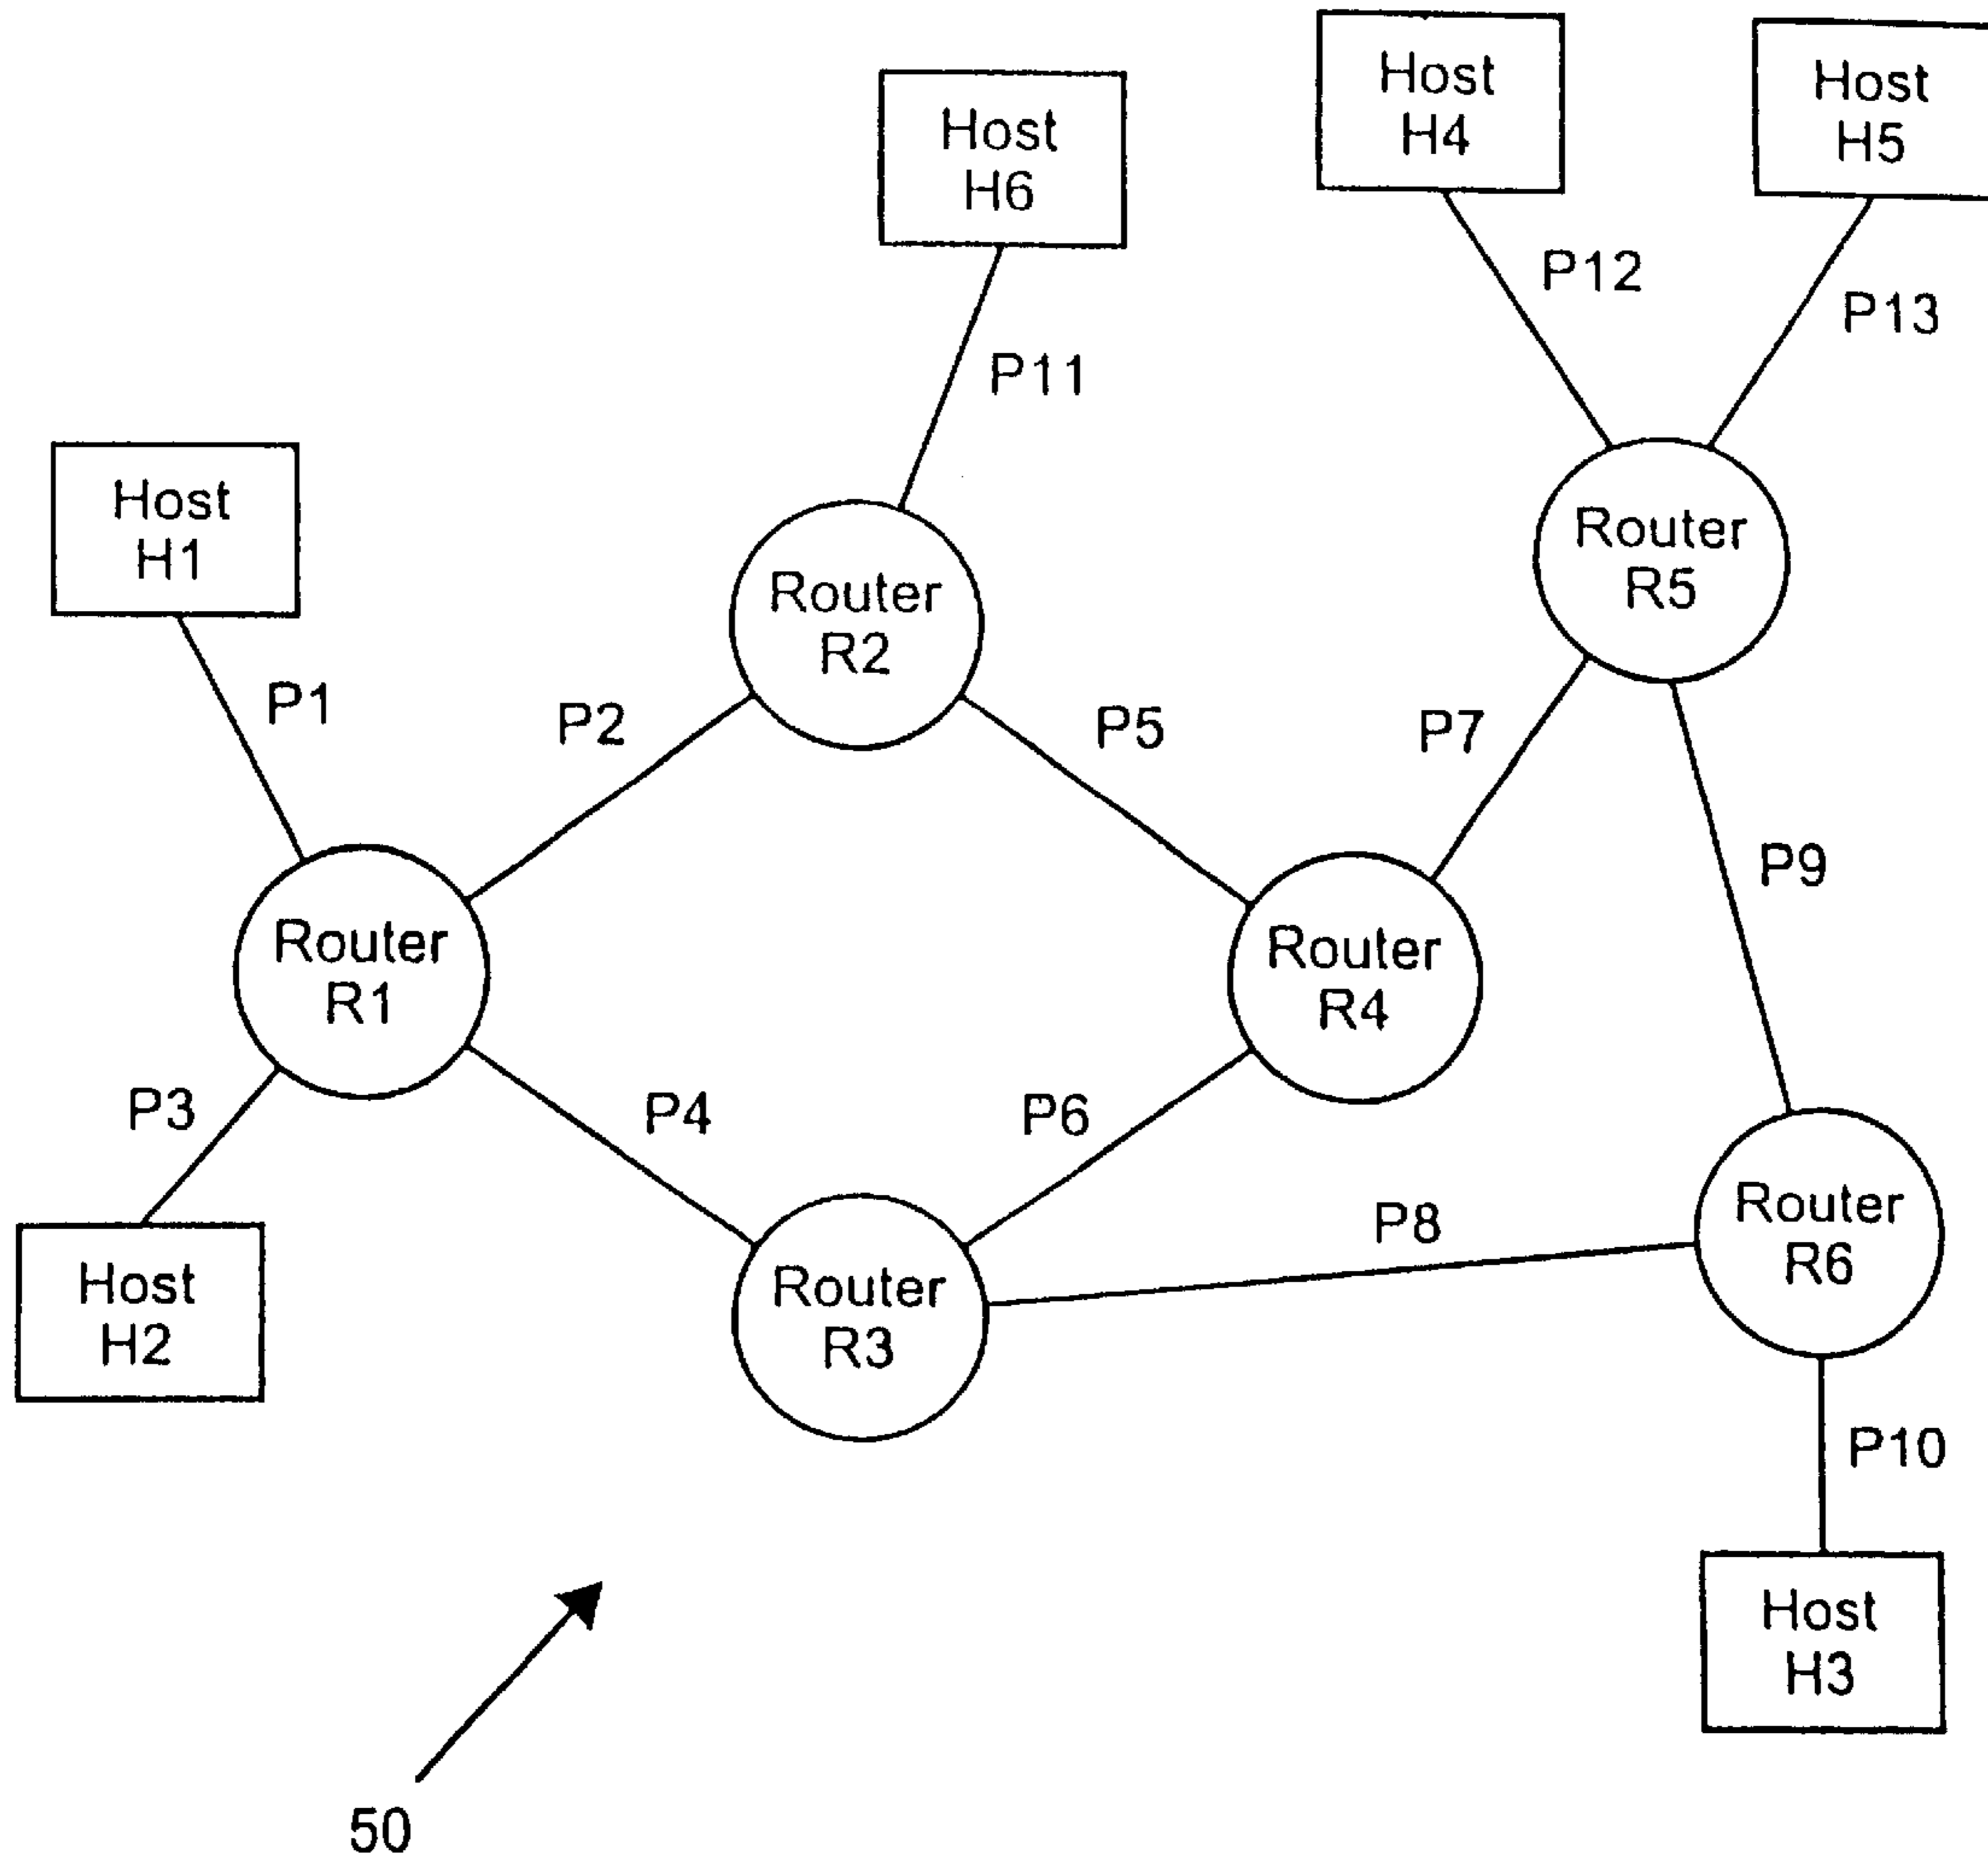 Host
H4
Host
H5
Host
H6
P12
P13
P11
Host
H1
Router
R5
Router
R2
P1
P2
P5
P7
P9
Router
R1
Router
R4
P3
P4
P6
P8
Router
R6
Host
H2
Router
R3
P10
Host
H3
50